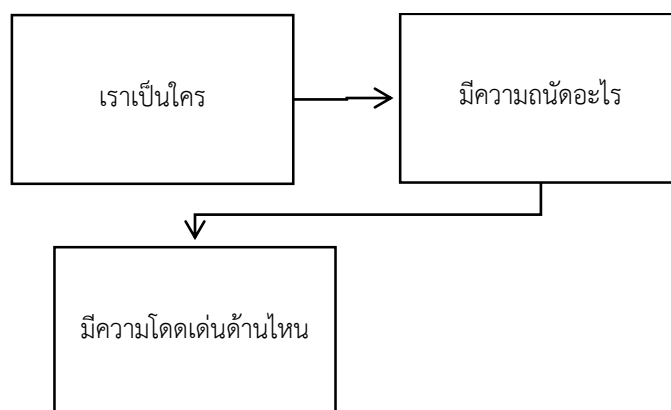 เราเป็นใคร
มีความถนัดอะไร
มีความโดดเด่นด้านไหน